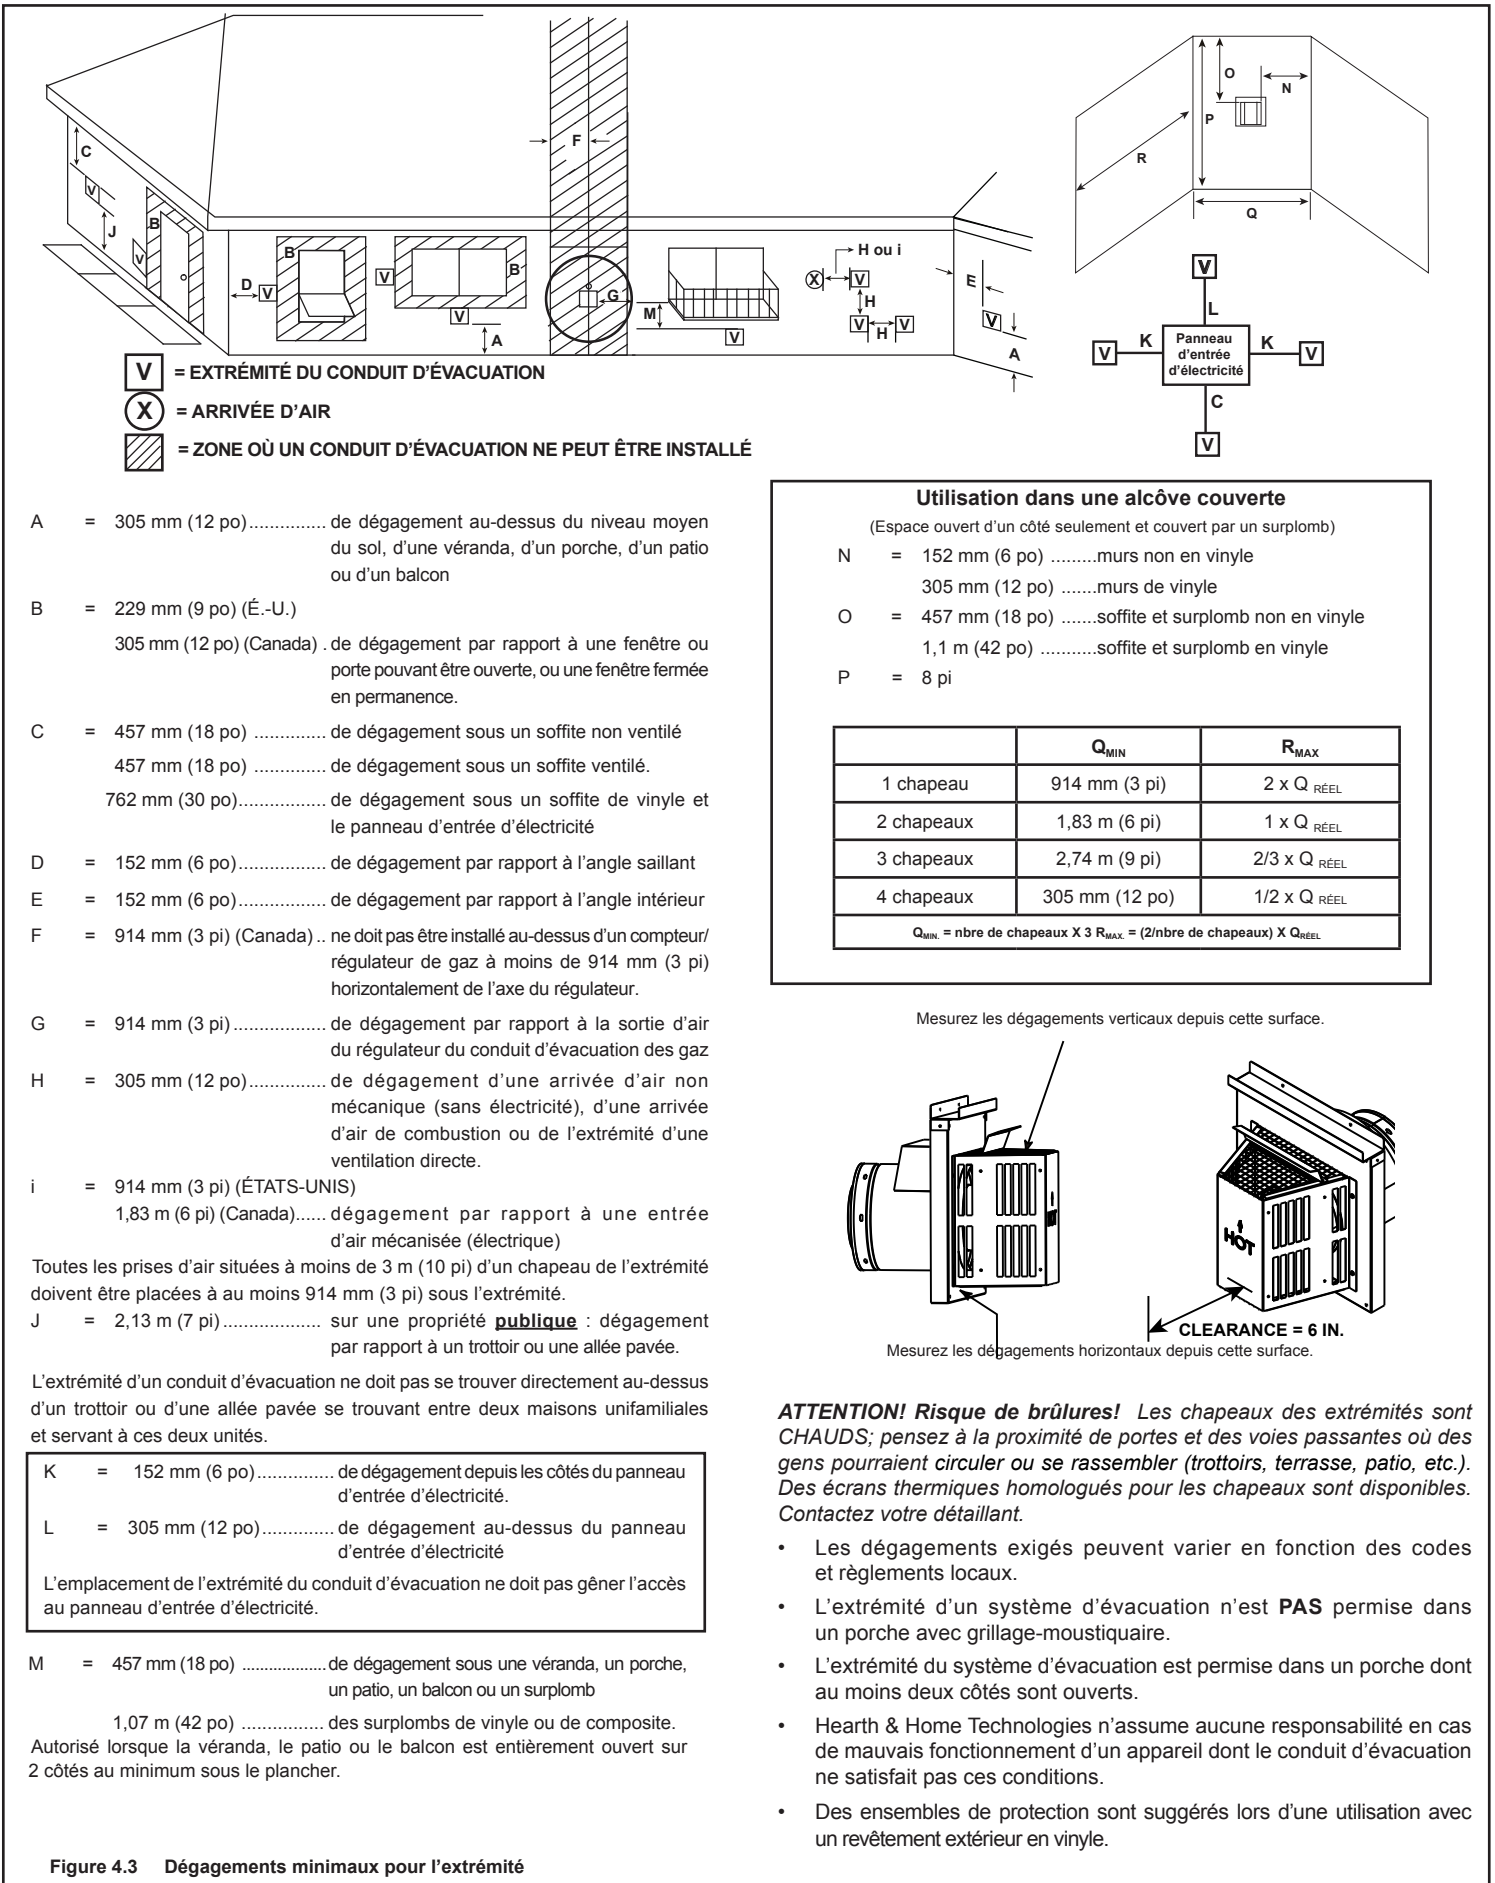 C
V
J
V
B
D
V
B
V
B
V
A
F
G
M
V
H ou i
X
V
H
V
V
H
E
V
A
O
N
P
R
Q
V
L
V
K
Panneau
d'entrée
d'électricité
K
V
C
V
V = EXTRÉMITÉ DU CONDUIT D'ÉVACUATION
X = ARRIVÉE D'AIR
= ZONE OÙ UN CONDUIT D'ÉVACUATION NE PEUT ÊTRE INSTALLÉ
A = 305 mm (12 po)............... de dégagement au-dessus du niveau moyen
du sol, d'une véranda, d'un porche, d'un patio
ou d'un balcon
B = 229 mm (9 po) (É.-U.)
305 mm (12 po) (Canada) . de dégagement par rapport à une fenêtre ou
porte pouvant être ouverte, ou une fenêtre fermée
en permanence.
C = 457 mm (18 po) .............. de dégagement sous un soffite non ventilé
457 mm (18 po) .............. de dégagement sous un soffite ventilé.
762 mm (30 po)................. de dégagement sous un soffite de vinyle et
le panneau d'entrée d'électricité
D = 152 mm (6 po)................. de dégagement par rapport à l'angle saillant
E = 152 mm (6 po)................. de dégagement par rapport à l'angle intérieur
F = 914 mm (3 pi) (Canada) .. ne doit pas être installé au-dessus d'un compteur/
régulateur de gaz à moins de 914 mm (3 pi)
horizontalement de l'axe du régulateur.
G = 914 mm (3 pi) .................. de dégagement par rapport à la sortie d'air
du régulateur du conduit d'évacuation des gaz
H = 305 mm (12 po)............... de dégagement d'une arrivée d'air non
mécanique (sans électricité), d'une arrivée
d'air de combustion ou de l'extrémité d'une
ventilation directe.
i = 914 mm (3 pi) (ÉTATS-UNIS)
1,83 m (6 pi) (Canada)...... dégagement par rapport à une entrée
d'air mécanisée (électrique)
Toutes les prises d'air situées à moins de 3 m (10 pi) d'un chapeau de l'extrémité
doivent être placées à au moins 914 mm (3 pi) sous l'extrémité.
J = 2,13 m (7 pi)................... sur une propriété publique : dégagement
par rapport à un trottoir ou une allée pavée.
L'extrémité d'un conduit d'évacuation ne doit pas se trouver directement au-dessus
d'un trottoir ou d'une allée pavée se trouvant entre deux maisons unifamiliales
et servant à ces deux unités.
K = 152 mm (6 po)............... de dégagement depuis les côtés du panneau
d'entrée d'électricité.
L = 305 mm (12 po).............. de dégagement au-dessus du panneau
d'entrée d'électricité
L'emplacement de l'extrémité du conduit d'évacuation ne doit pas gêner l'accès
au panneau d'entrée d'électricité.
M = 457 mm (18 po) .................... de dégagement sous une véranda, un porche,
un patio, un balcon ou un surplomb
1,07 m (42 po) ................ des surplombs de vinyle ou de composite.
Autorisé lorsque la véranda, le patio ou le balcon est entièrement ouvert sur
2 côtés au minimum sous le plancher.
Figure 4.3 Dégagements minimaux pour l'extrémité
Utilisation dans une alcôve couverte
(Espace ouvert d'un côté seulement et couvert par un surplomb)
N = 152 mm (6 po) .........murs non en vinyle
305 mm (12 po) .......murs de vinyle
O = 457 mm (18 po) .......soffite et surplomb non en vinyle
1,1 m (42 po) ...........soffite et surplomb en vinyle
P = 8 pi
QMIN RMAX
1 chapeau 914 mm (3 pi) 2 x Q RÉEL
2 chapeaux 1,83 m (6 pi) 1 x Q RÉEL
3 chapeaux 2,74 m (9 pi) 2/3 x Q RÉEL
4 chapeaux 305 mm (12 po) 1/2 x Q RÉEL
QMIN. = nbre de chapeaux X 3 RMAX. = (2/nbre de chapeaux) X QRÉEL
Mesurez les dégagements verticaux depuis cette surface.
HOT
HOT
CLEARANCE = 6 IN.
Mesurez les dégagements horizontaux depuis cette surface.
ATTENTION! Risque de brûlures! Les chapeaux des extrémités sont
CHAUDS; pensez à la proximité de portes et des voies passantes où des
gens pourraient circuler ou se rassembler (trottoirs, terrasse, patio, etc.).
Des écrans thermiques homologués pour les chapeaux sont disponibles.
Contactez votre détaillant.
• Les dégagements exigés peuvent varier en fonction des codes
et règlements locaux.
• L'extrémité d'un système d'évacuation n'est PAS permise dans
un porche avec grillage-moustiquaire.
• L'extrémité du système d'évacuation est permise dans un porche dont
au moins deux côtés sont ouverts.
• Hearth & Home Technologies n'assume aucune responsabilité en cas
de mauvais fonctionnement d'un appareil dont le conduit d'évacuation
ne satisfait pas ces conditions.
• Des ensembles de protection sont suggérés lors d'une utilisation avec
un revêtement extérieur en vinyle.